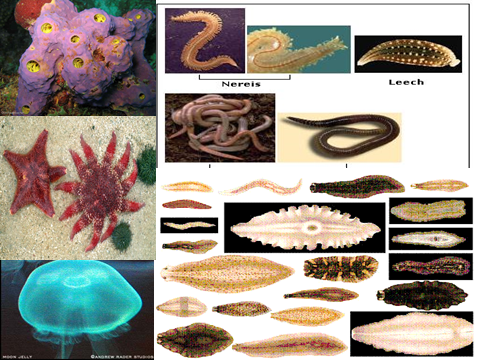 Nereis
Leech
MOON JELLY
©ANDREW RADER STUDIOS